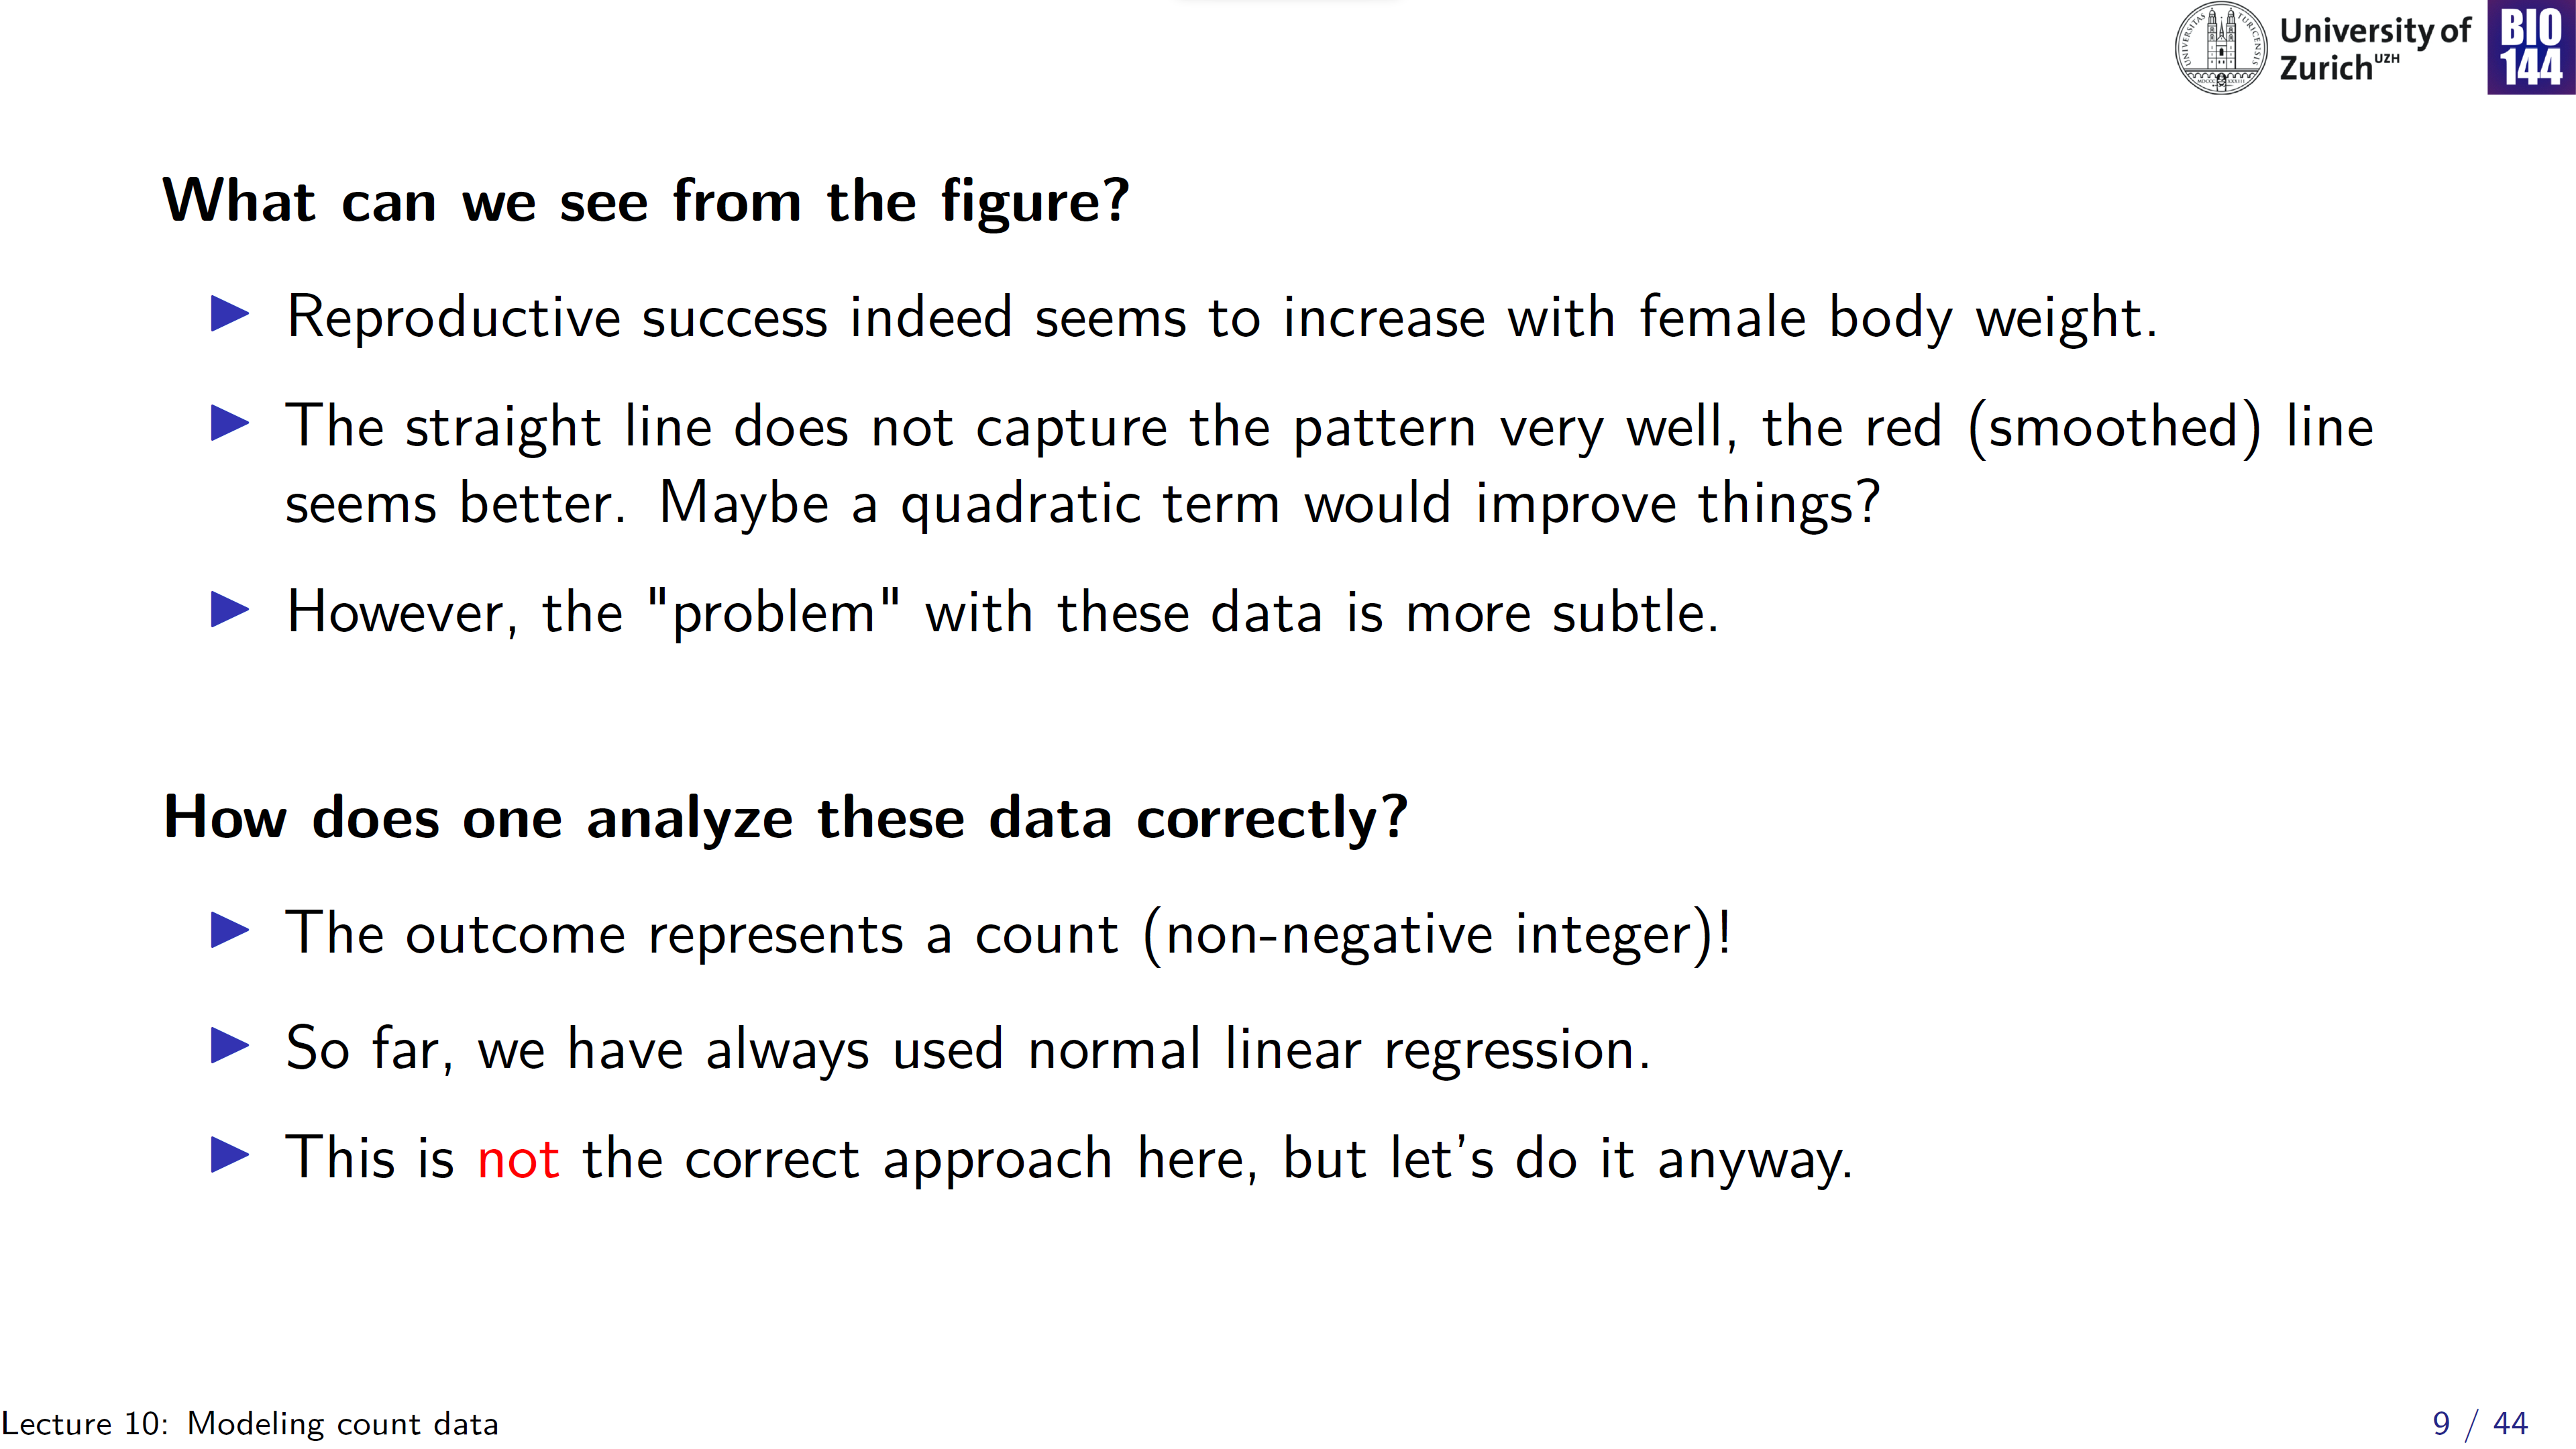 University of
Zurich UZH
BIO
144
What can we see from the figure?
Reproductive success indeed seems to increase with female body weight.
The straight line does not capture the pattern very well, the red (smoothed) line
seems better. Maybe a quadratic term would improve things?
However, the "problem" with these data is more subtle.
How does one analyze these data correctly?
The outcome represents a count (non-negative integer)!
So far, we have always used normal linear regression.
This is not the correct approach here, but let's do it anyway.
Lecture 10: Modeling count data
9 / 44